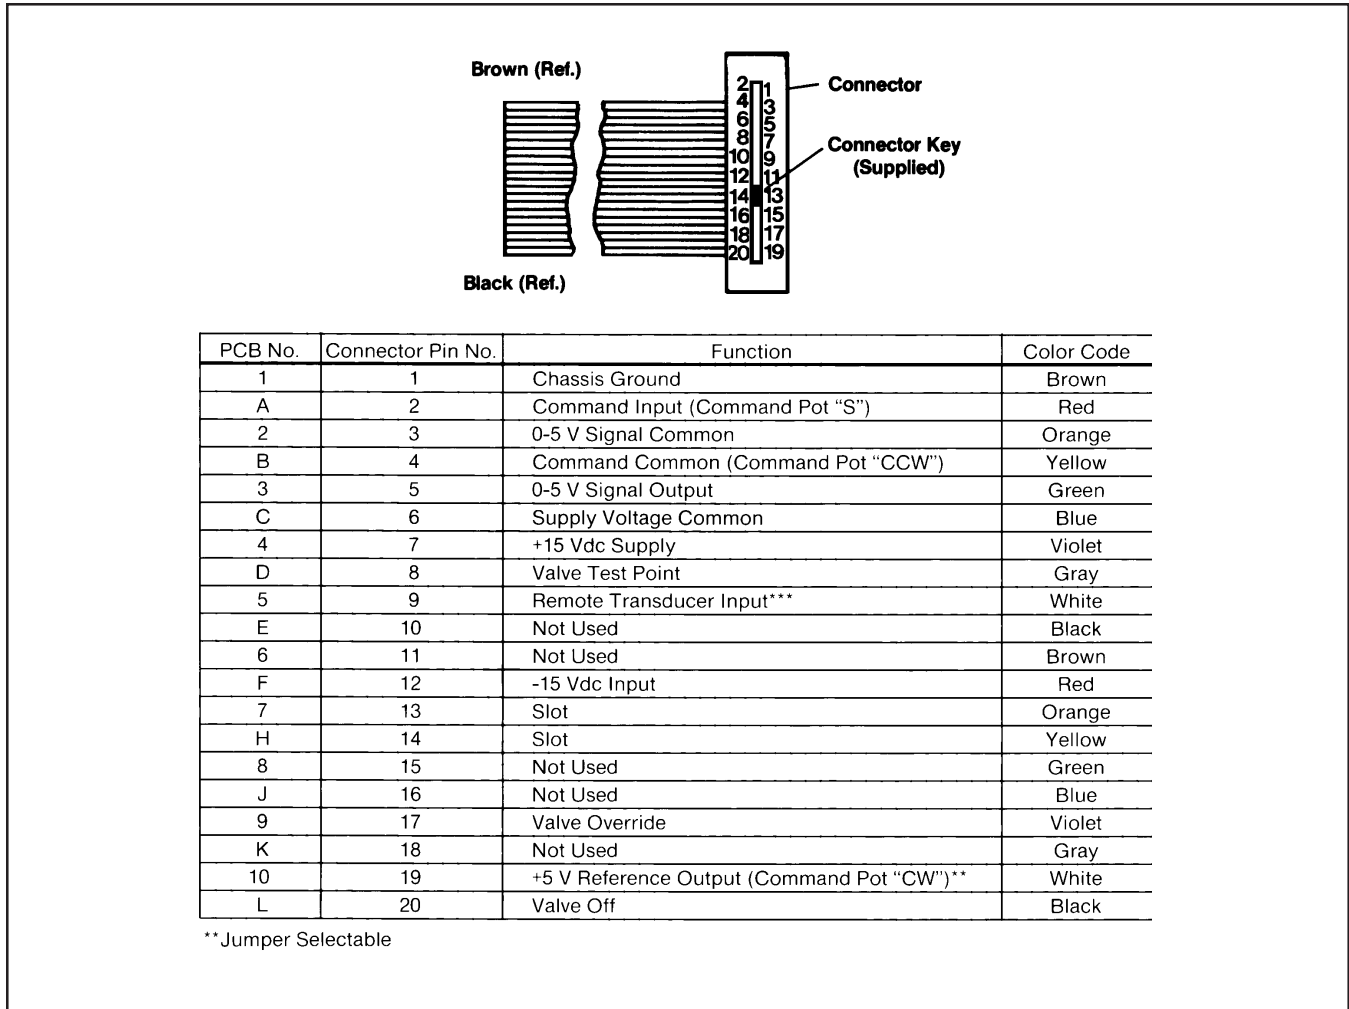 Brown (Ref.)
Connector
Connector Key
(Supplied)
Black (Ref.)
2 1
4 3
6 5
8 7
10 9
12 11
14 13
16 15
18 17
20 19
PCB No. Connector Pin No. Function Color Code
1 1 Chassis Ground Brown
A 2 Command Input (Command Pot “S”) Red
2 3 0-5 V Signal Common Orange
B 4 Command Common (Command Pot “CCW”) Yellow
3 5 0-5 V Signal Output Green
C 6 Supply Voltage Common Blue
4 7 +15 Vdc Supply Violet
D 8 Valve Test Point Gray
5 9 Remote Transducer Input*** White
E 10 Not Used Black
6 11 Not Used Brown
F 12 -15 Vdc Input Red
7 13 Slot Orange
H 14 Slot Yellow
8 15 Not Used Green
J 16 Not Used Blue
9 17 Valve Override Violet
K 18 Not Used Gray
10 19 +5 V Reference Output (Command Pot “CW”)** White
L 20 Valve Off Black
**Jumper Selectable